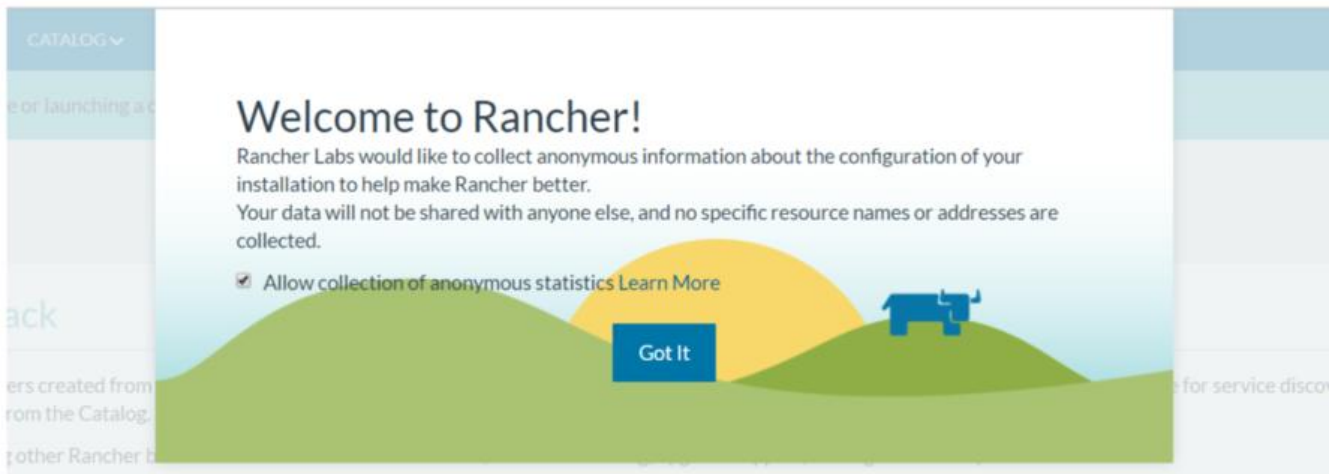 CATALOG
e or launching a c
Welcome to Rancher!
Rancher Labs would like to collect anonymous information about the configuration of your
installation to help make Rancher better.
Your data will not be shared with anyone else, and no specific resource names or addresses are
collected.
Allow collection of anonymous statistics Learn More
Got It
ack
ers created from
for service disco
rom the Catalog.
other Rancher b